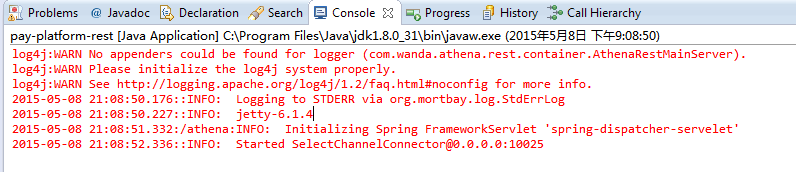 Problems @ Javadoc Declaration Search Console Progress History Call Hierarchy
pay-platform-rest [Java Application] C:\Program Files\Java\jdk1.8.0_31\bin\javaw.exe (2015年5月8日 下午9:08:50)
log4j:WARN No appenders could be found for logger (com.wanda.athena.rest.container.AthenaRestMainServer).
log4j:WARN Please initialize the log4j system properly.
log4j:WARN See http://logging.apache.org/log4j/1.2/faq.html#noconfig for more info.
2015-05-08 21:08:50.176::INFO:  Logging to STDERR via org.mortbay.log.StdErrLog
2015-05-08 21:08:50.227::INFO:  jetty-6.1.4
2015-05-08 21:08:51.332:/athena:INFO:  Initializing Spring FrameworkServlet 'spring-dispatcher-servelet'
2015-05-08 21:08:52.336::INFO:  Started SelectChannelConnector@0.0.0.0:10025